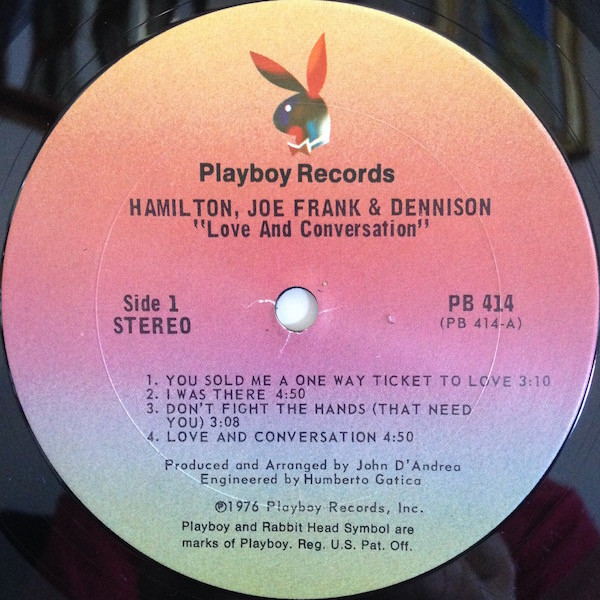 Playboy Records
HAMILTON, JOE FRANK & DENNISON
"Love And Conversation"
Side 1
STEREO
PB 414
(PB 414-A)
1. YOU SOLD ME A ONE WAY TICKET TO LOVE 3:10
2. I WAS THERE 4:50
3. DON'T FIGHT THE HANDS (THAT NEED
YOU) 3:08
4. LOVE AND CONVERSATION 4:50
Produced and Arranged by John D'Andrea
Engineered by Humberto Gatica
℗1976 Playboy Records, Inc.
Playboy and Rabbit Head Symbol are
marks of Playboy. Reg. U.S. Pat. Off.